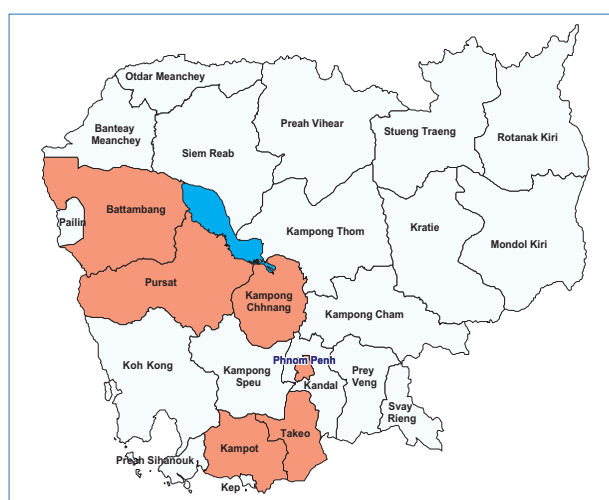 Otdar Meanchey
Banteay
Meanchey
Siem Reab
Preah Vihear
Stueng Traeng
Rotanak Kiri
Battambang
Pailin
Kampong Thom
Kratie
Mondol Kiri
Pursat
Kampong
Chhnang
Kampong Cham
Koh Kong
Kampong
Speu
Phnom Penh
Kandal
Prey
Veng
Svay
Rieng
Kampot
Takeo
Preah Sihanouk
Kep